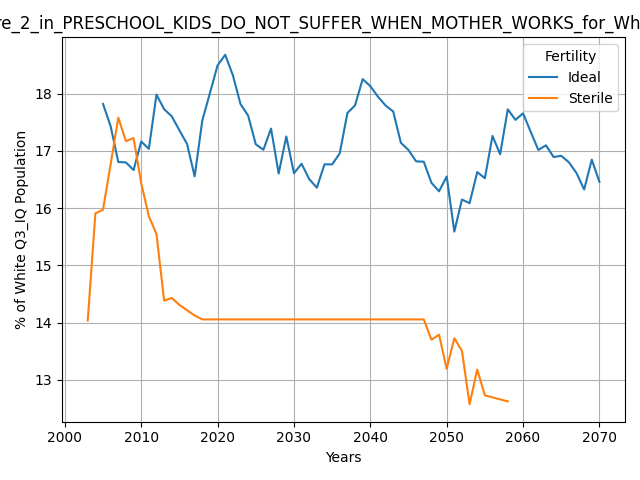 re_2_in_PRESCHOOL_KIDS_DO_NOT_SUFFER_WHEN_MOTHER_WORKS_for_Wh
Fertility
Ideal
Sterile
% of White Q3_IQ Population
18
17
16
15
14
13
2000 2010 2020 2030 2040 2050 2060 2070
Years